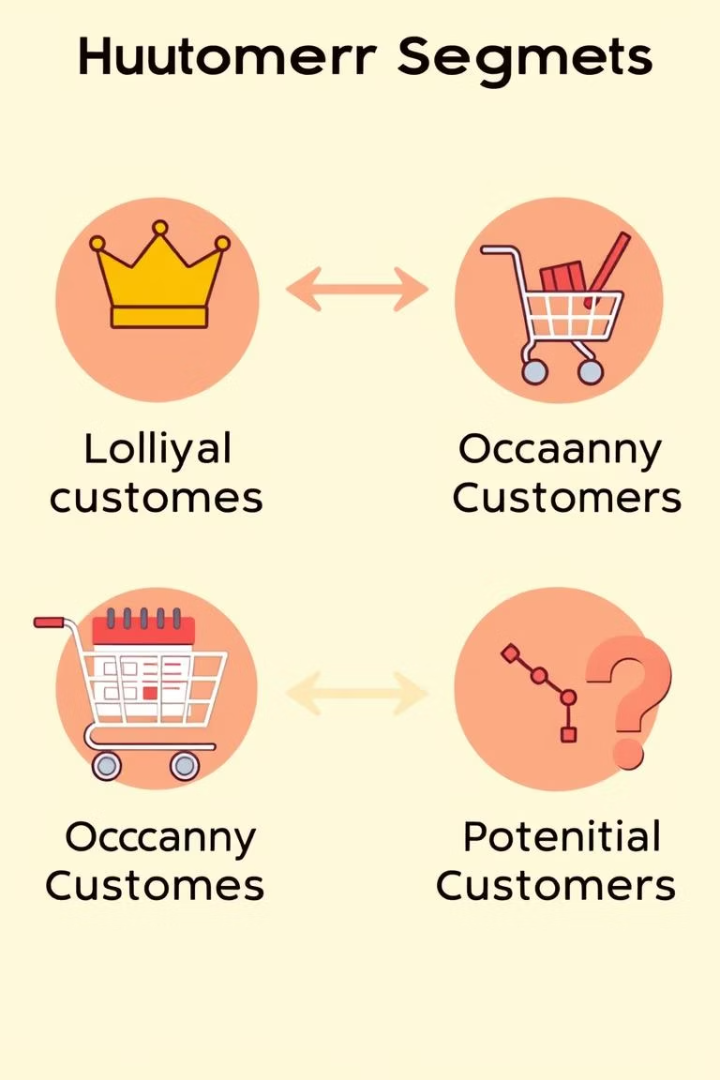 Huutomerr Segmets
Lolliyal
customes
Occaanny
Customers
Occcanny
Customes
Potenitial
Customers